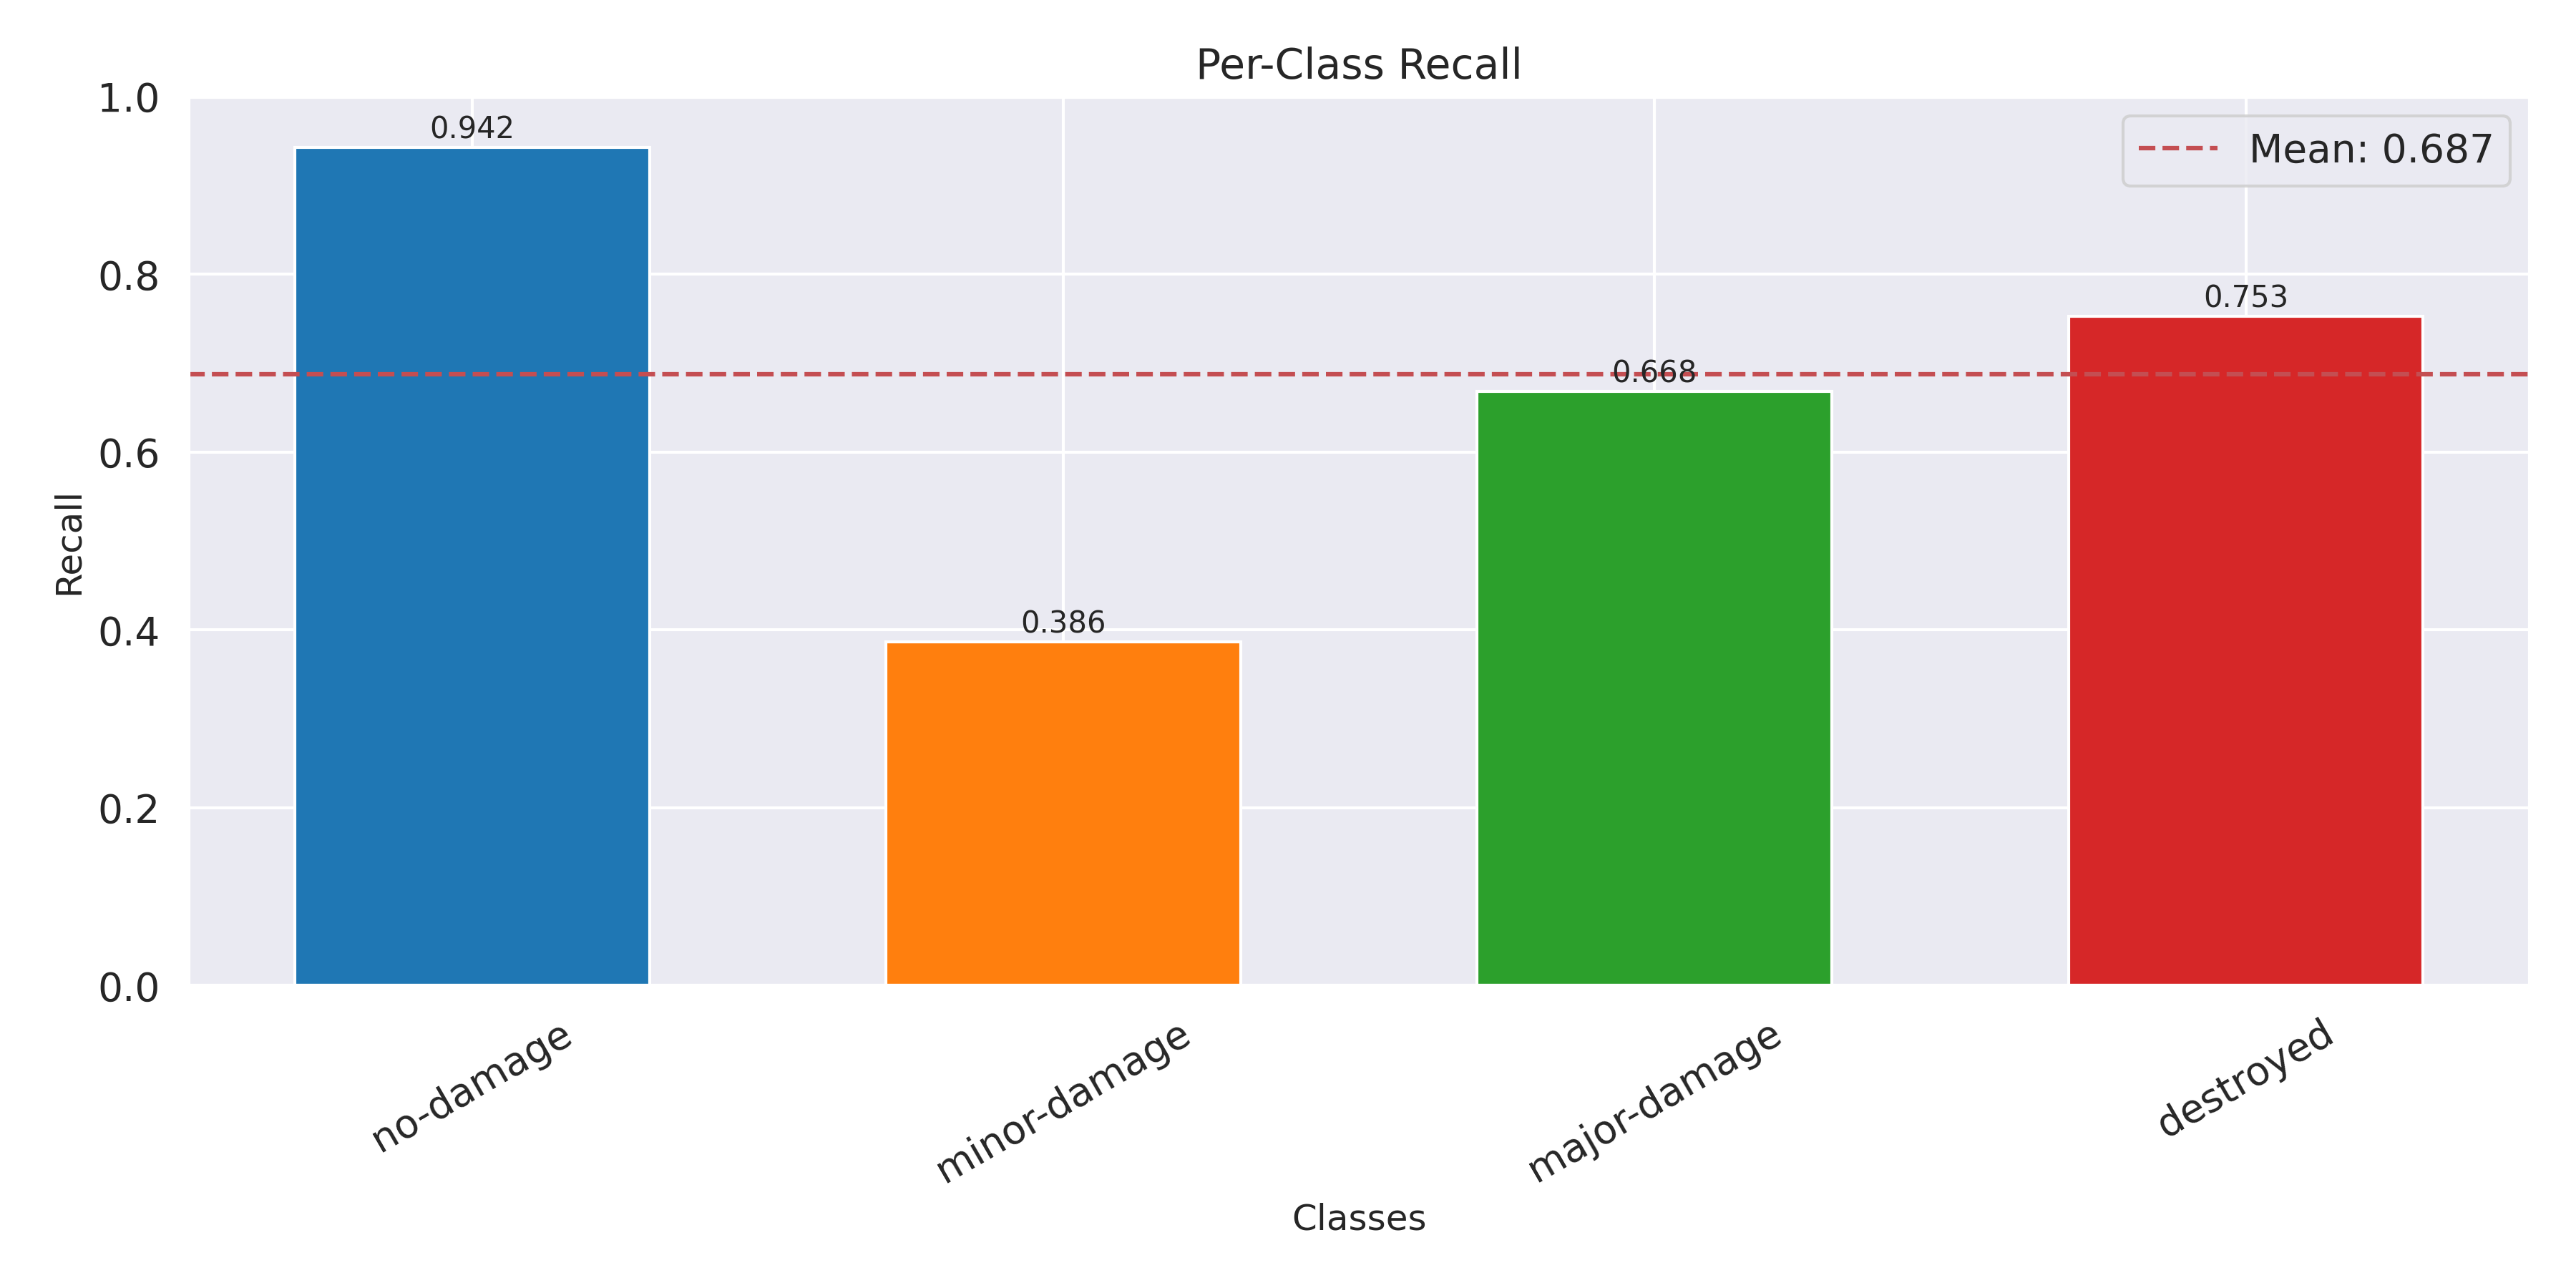 Per-Class Recall
1.0
0.8
0.6
0.4
0.2
0.0
Recall
0.942
0.386
0.668
0.753
Mean: 0.687
no-damage
minor-damage
major-damage
destroyed
Classes